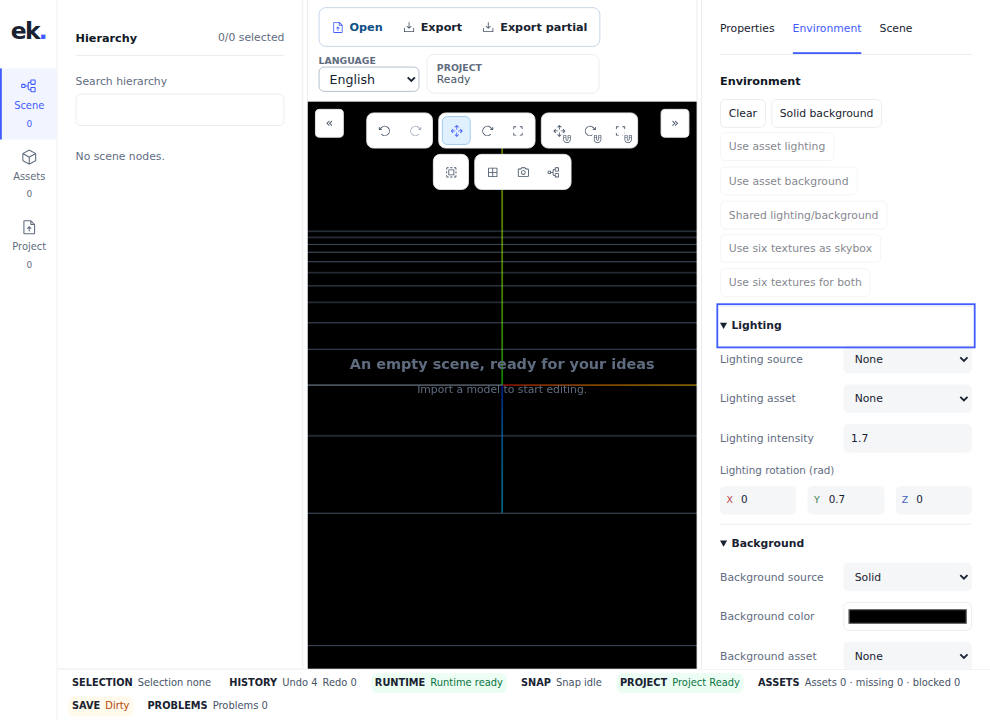 ek.
Scene
0
Assets
0
Project
0
Hierarchy
0/0 selected
Search hierarchy
No scene nodes.
Open
Export
Export partial
LANGUAGE
English
PROJECT
Ready
«
»
An empty scene, ready for your ideas
Import a model to start editing.
Properties
Environment
Scene
Environment
Clear
Solid background
Use asset lighting
Use asset background
Shared lighting/background
Use six textures as skybox
Use six textures for both
▼ Lighting
Lighting source
None
Lighting asset
None
Lighting intensity
1.7
Lighting rotation (rad)
X 0
Y 0.7
Z 0
▼ Background
Background source
Solid
Background color
Background asset
None
SELECTION Selection none
HISTORY Undo 4 Redo 0
RUNTIME Runtime ready
SNAP Snap idle
PROJECT Project Ready
ASSETS Assets 0 · missing 0 · blocked 0
SAVE Dirty
PROBLEMS Problems 0